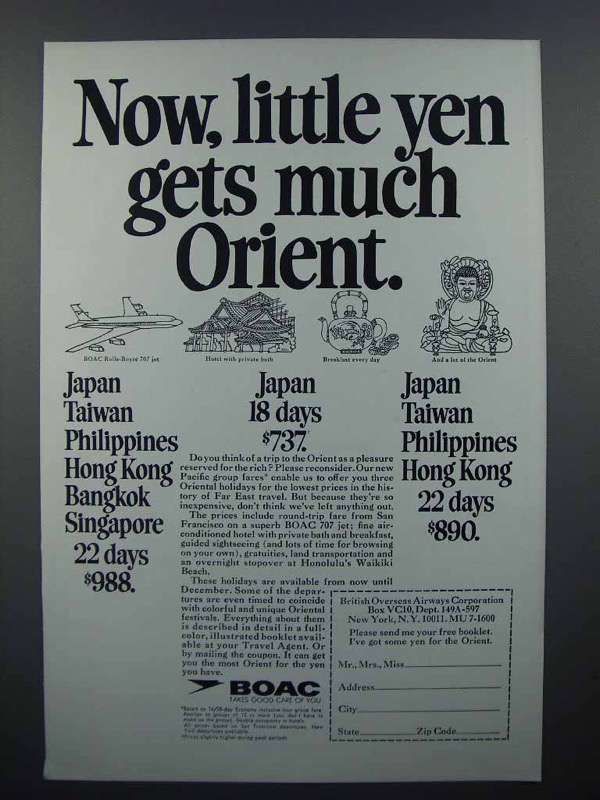 Now, little yen
gets much
Orient.
BOAC Rolls-Royce 707 jet
Hotel with private bath
Breakfast every day
And a lot of the Orient
Japan
Taiwan
Philippines
Hong Kong
Bangkok
Singapore
22 days
$988.
Japan
18 days
$737.*
Japan
Taiwan
Philippines
Hong Kong
22 days
$890.
Do you think of a trip to the Orient as a pleasure
reserved for the rich? Please reconsider. Our new
Pacific group fares* enable us to offer you three
Oriental holidays for the lowest prices in the his-
tory of Far East travel. But because they're so
inexpensive, don't think we've left anything out.
The prices include round-trip fare from San
Francisco on a superb BOAC 707 jet; fine air-
conditioned hotel with private bath and breakfast,
guided sightseeing (and lots of time for browsing
on your own), gratuities, land transportation and
an overnight stopover at Honolulu's Waikiki
Beach.
These holidays are available from now until
December. Some of the depar-
tures are even timed to coincide
with colorful and unique Oriental
festivals. Everything about them
is described in detail in a full-
color, illustrated booklet avail-
able at your Travel Agent. Or
by mailing the coupon. It can get
you the most Orient for the yen
you have.
BOAC
TAKES GOOD CARE OF YOU
British Overseas Airways Corporation
Box VC10, Dept. 149A-597
New York, N.Y. 10011. MU 7-1600
Please send me your free booklet.
I've got some yen for the Orient.
Mr., Mrs., Miss
Address
City
State Zip Code